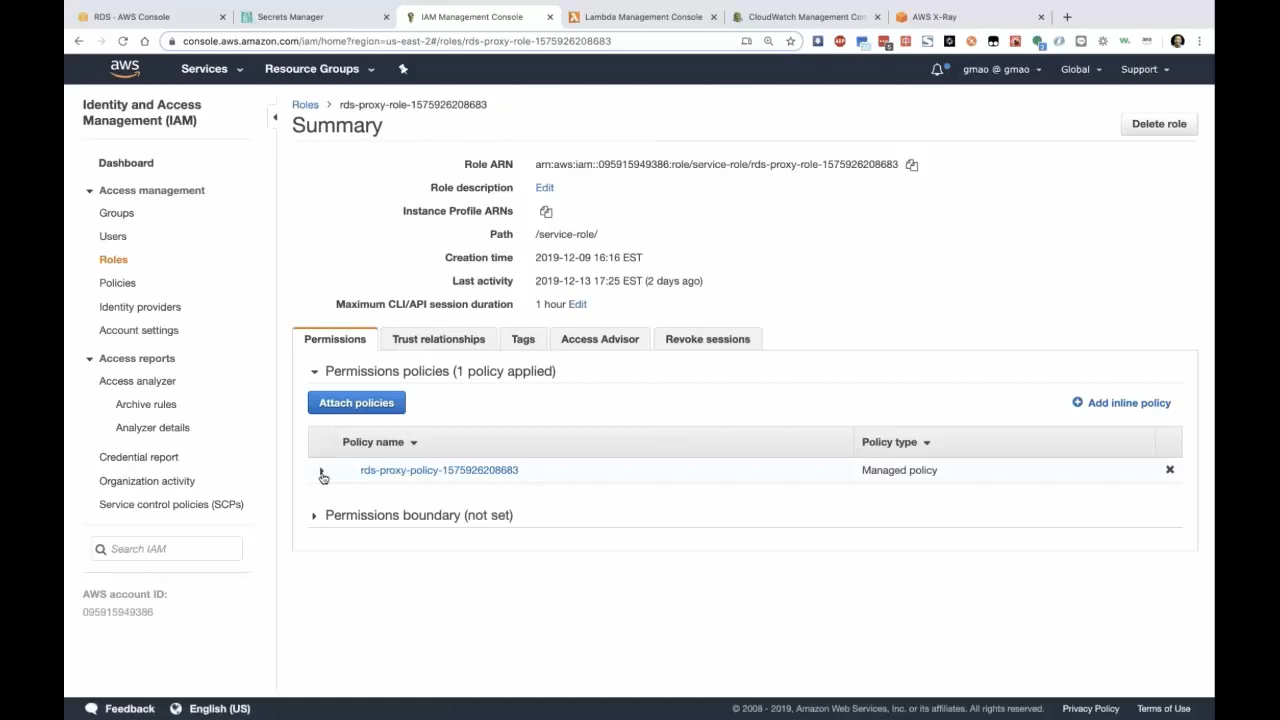 RDS · AWS Console
Secrets Manager
IAM Management Console
Lambda Management Console
CloudWatch Management Con
AWS X-Ray
console.aws.amazon.com/iam/home?region=us-east-2#/roles/rds-proxy-role-1575926208683
aws
Services
Resource Groups
gmao @ gmao
Global
Support
Identity and Access
Management (IAM)
Dashboard
Access management
Groups
Users
Roles
Policies
Identity providers
Account settings
Access reports
Access analyzer
Archive rules
Analyzer details
Credential report
Organization activity
Service control policies (SCPs)
Search IAM
AWS account ID:
095915949386
Roles > rds-proxy-role-1575926208683
Summary
Delete role
Role ARN arn:aws:iam::095915949386:role/service-role/rds-proxy-role-1575926208683
Role description Edit
Instance Profile ARNs
Path /service-role/
Creation time 2019-12-09 16:16 EST
Last activity 2019-12-13 17:25 EST (2 days ago)
Maximum CLI/API session duration 1 hour Edit
Permissions Trust relationships Tags Access Advisor Revoke sessions
Permissions policies (1 policy applied)
Attach policies
Add inline policy
Policy name Policy type
rds-proxy-policy-1575926208683 Managed policy
Permissions boundary (not set)
Feedback English (US)
© 2008 - 2019, Amazon Web Services, Inc. or its affiliates. All rights reserved. Privacy Policy Terms of Use